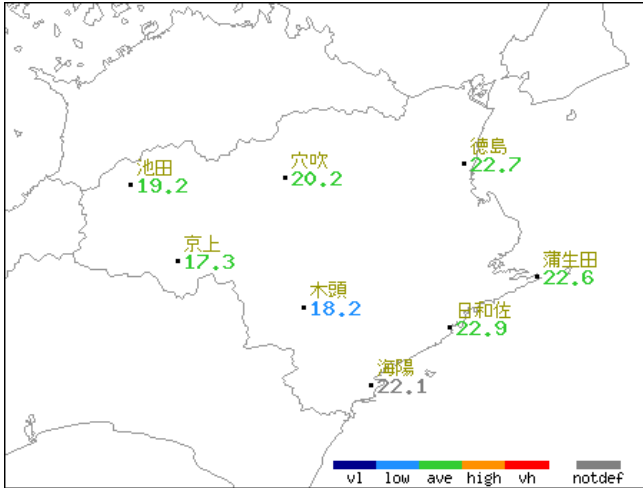 徳島
22.7
穴吹
20.2
池田
19.2
京上
17.3
蒲生田
22.6
木頭
18.2
日和佐
22.9
海陽
22.1
vl low ave high vh notdef